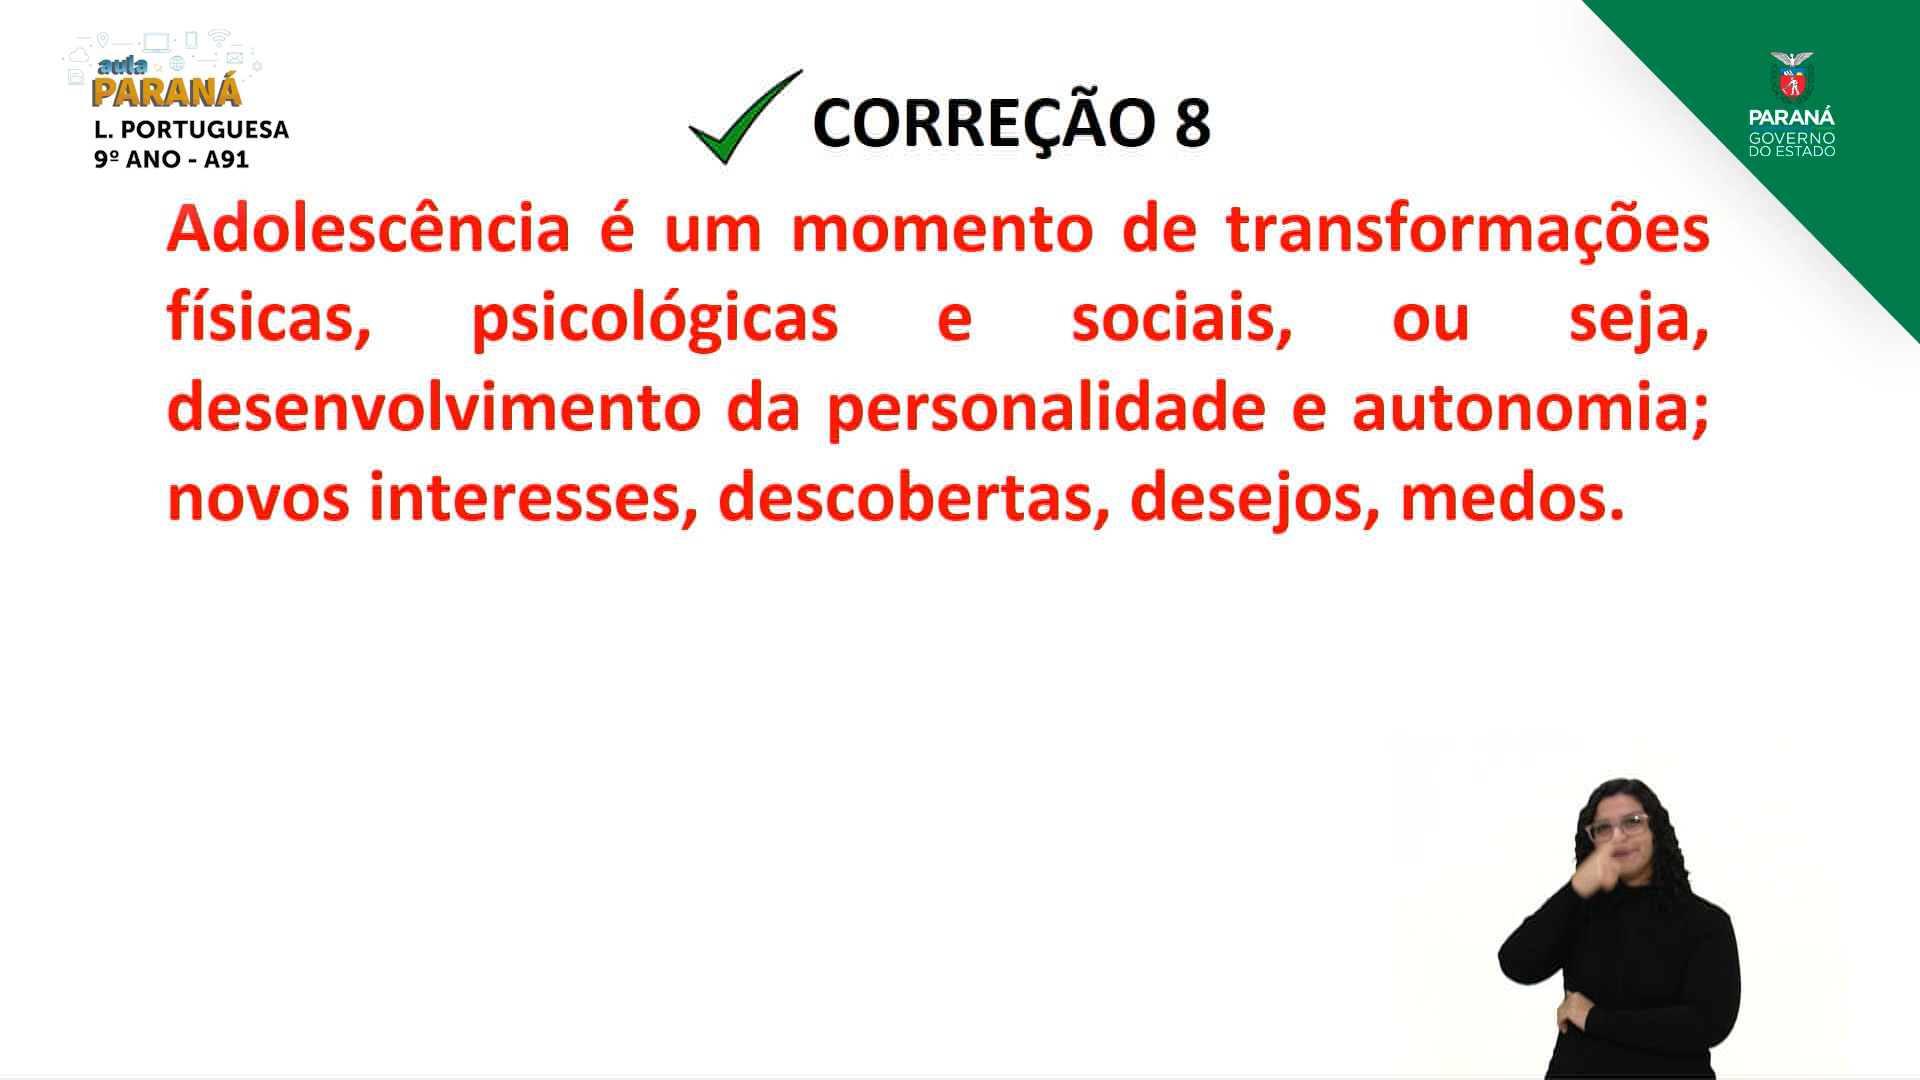 aula
PARANÁ
L. PORTUGUESA
9º ANO - A91
CORREÇÃO 8
PARANÁ
GOVERNO
DO ESTADO
Adolescência é um momento de transformações
físicas, psicológicas e sociais, ou seja,
desenvolvimento da personalidade e autonomia;
novos interesses, descobertas, desejos, medos.